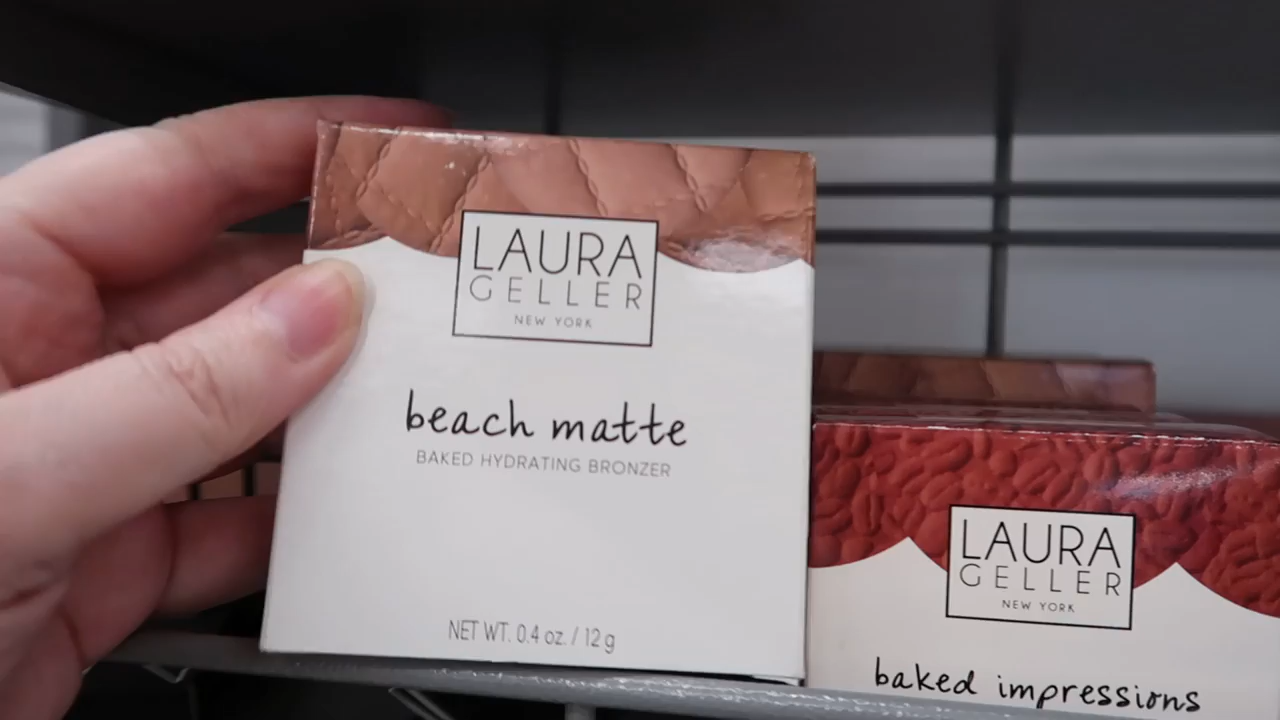 LAURA
GELLER
NEW YORK
beach matte
BAKED HYDRATING BRONZER
NET WT. 0.4 oz. / 12 g
LAURA
GELLER
NEW YORK
baked impressions